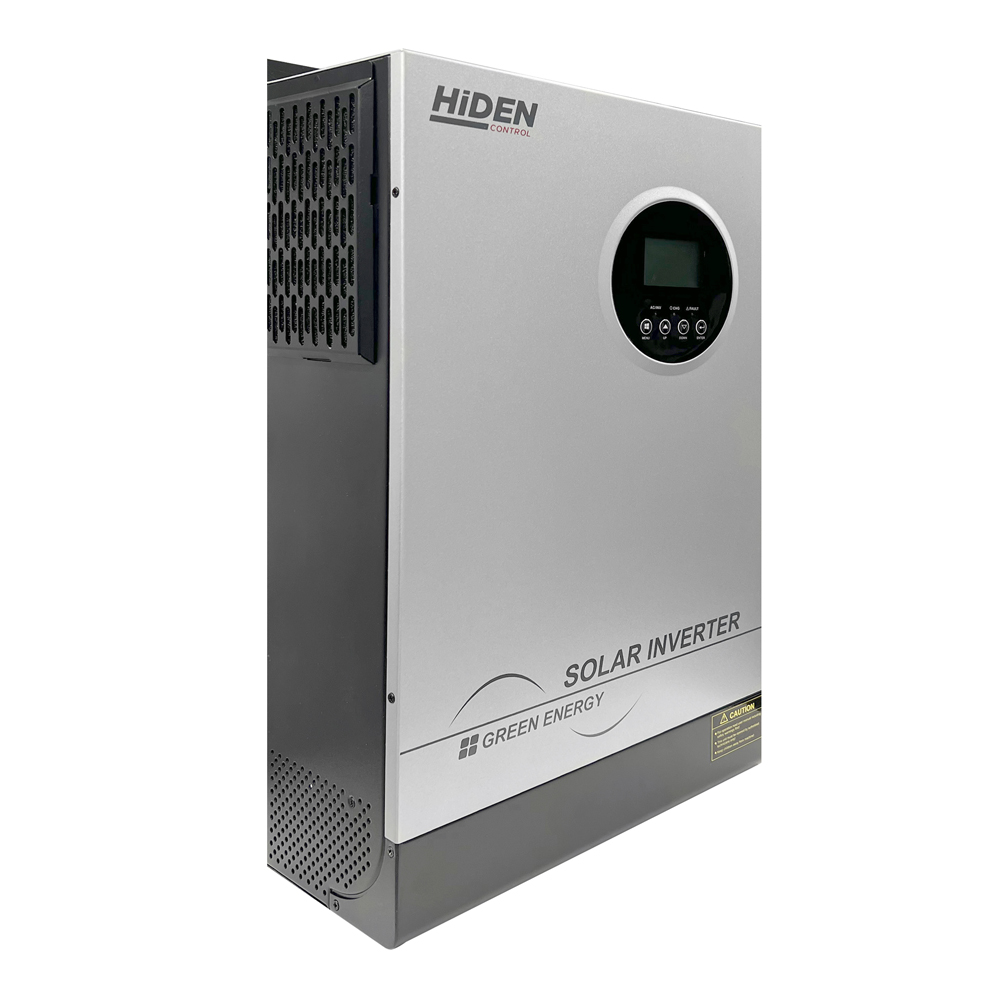 HiDEN
CONTROL
AC/INV CHG FAULT
MENU UP DOWN ENTER
SOLAR INVERTER
GREEN ENERGY
CAUTION